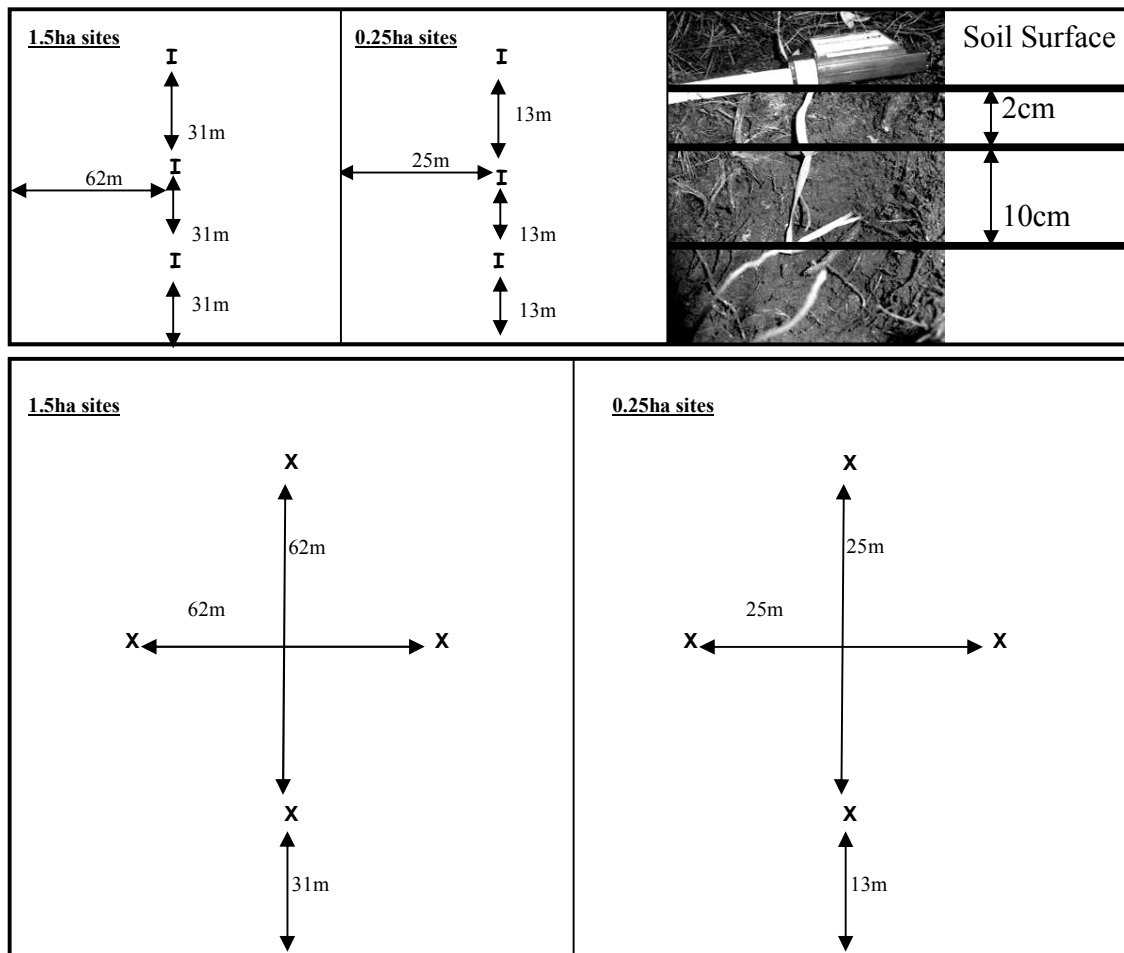 1.5ha sites
I
31m
I
62m
31m
I
31m
0.25ha sites
I
13m
25m
I
13m
I
13m
Soil Surface
2cm
10cm
1.5ha sites
X
62m
62m
X
X
X
31m
0.25ha sites
X
25m
25m
X
X
X
13m